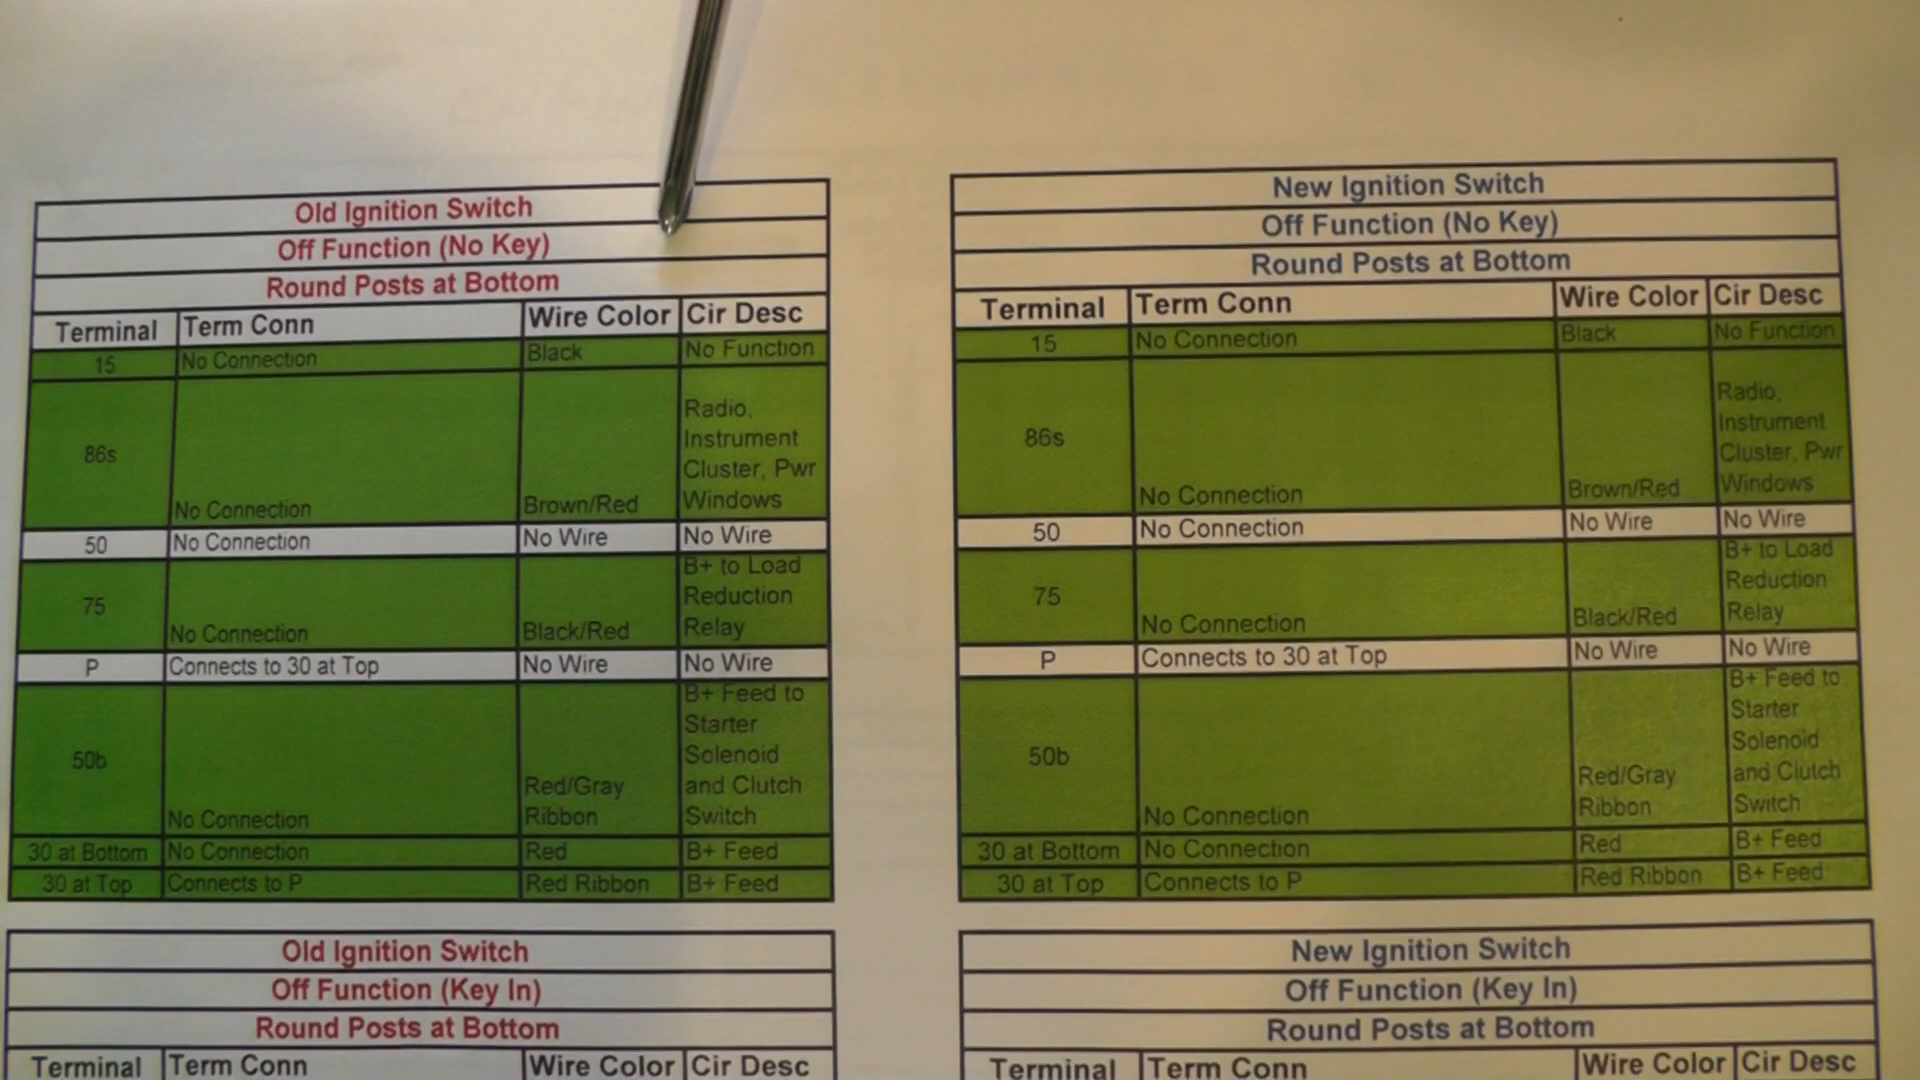 Old Ignition Switch
Off Function (No Key)
Round Posts at Bottom
Terminal Term Conn Wire Color Cir Desc
15 No Connection Black No Function
86s No Connection Brown/Red Radio,
Instrument
Cluster, Pwr
Windows
50 No Connection No Wire No Wire
75 No Connection Black/Red B+ to Load
Reduction
Relay
P Connects to 30 at Top No Wire No Wire
50b No Connection Red/Gray
Ribbon B+ Feed to
Starter
Solenoid
and Clutch
Switch
30 at Bottom No Connection Red B+ Feed
30 at Top Connects to P Red Ribbon B+ Feed
New Ignition Switch
Off Function (No Key)
Round Posts at Bottom
Terminal Term Conn Wire Color Cir Desc
15 No Connection Black No Function
86s No Connection Brown/Red Radio,
Instrument
Cluster, Pwr
Windows
50 No Connection No Wire No Wire
75 No Connection Black/Red B+ to Load
Reduction
Relay
P Connects to 30 at Top No Wire No Wire
50b No Connection Red/Gray
Ribbon B+ Feed to
Starter
Solenoid
and Clutch
Switch
30 at Bottom No Connection Red B+ Feed
30 at Top Connects to P Red Ribbon B+ Feed
Old Ignition Switch
Off Function (Key In)
Round Posts at Bottom
Terminal Term Conn Wire Color Cir Desc
New Ignition Switch
Off Function (Key In)
Round Posts at Bottom
Terminal Term Conn Wire Color Cir Desc